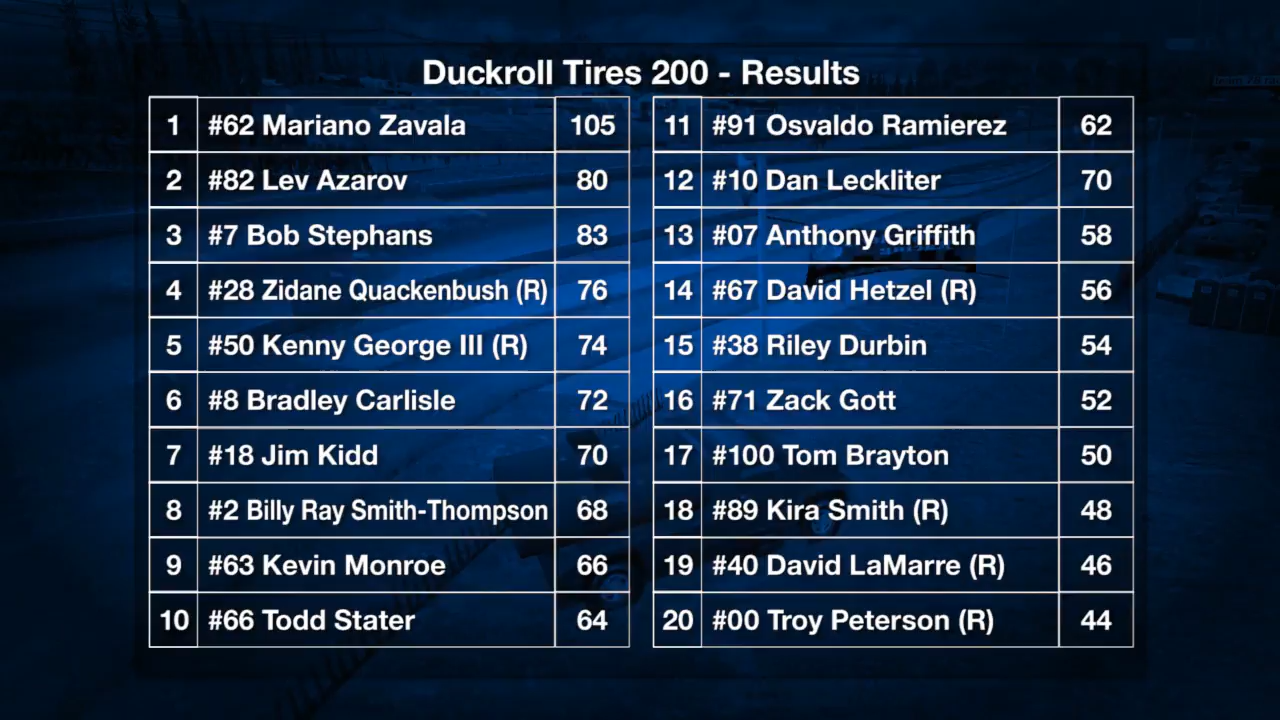 Duckroll Tires 200 - Results
1 #62 Mariano Zavala 105
2 #82 Lev Azarov 80
3 #7 Bob Stephans 83
4 #28 Zidane Quackenbush (R) 76
5 #50 Kenny George III (R) 74
6 #8 Bradley Carlisle 72
7 #18 Jim Kidd 70
8 #2 Billy Ray Smith-Thompson 68
9 #63 Kevin Monroe 66
10 #66 Todd Stater 64
11 #91 Osvaldo Ramierez 62
12 #10 Dan Leckliter 70
13 #07 Anthony Griffith 58
14 #67 David Hetzel (R) 56
15 #38 Riley Durbin 54
16 #71 Zack Gott 52
17 #100 Tom Brayton 50
18 #89 Kira Smith (R) 48
19 #40 David LaMarre (R) 46
20 #00 Troy Peterson (R) 44